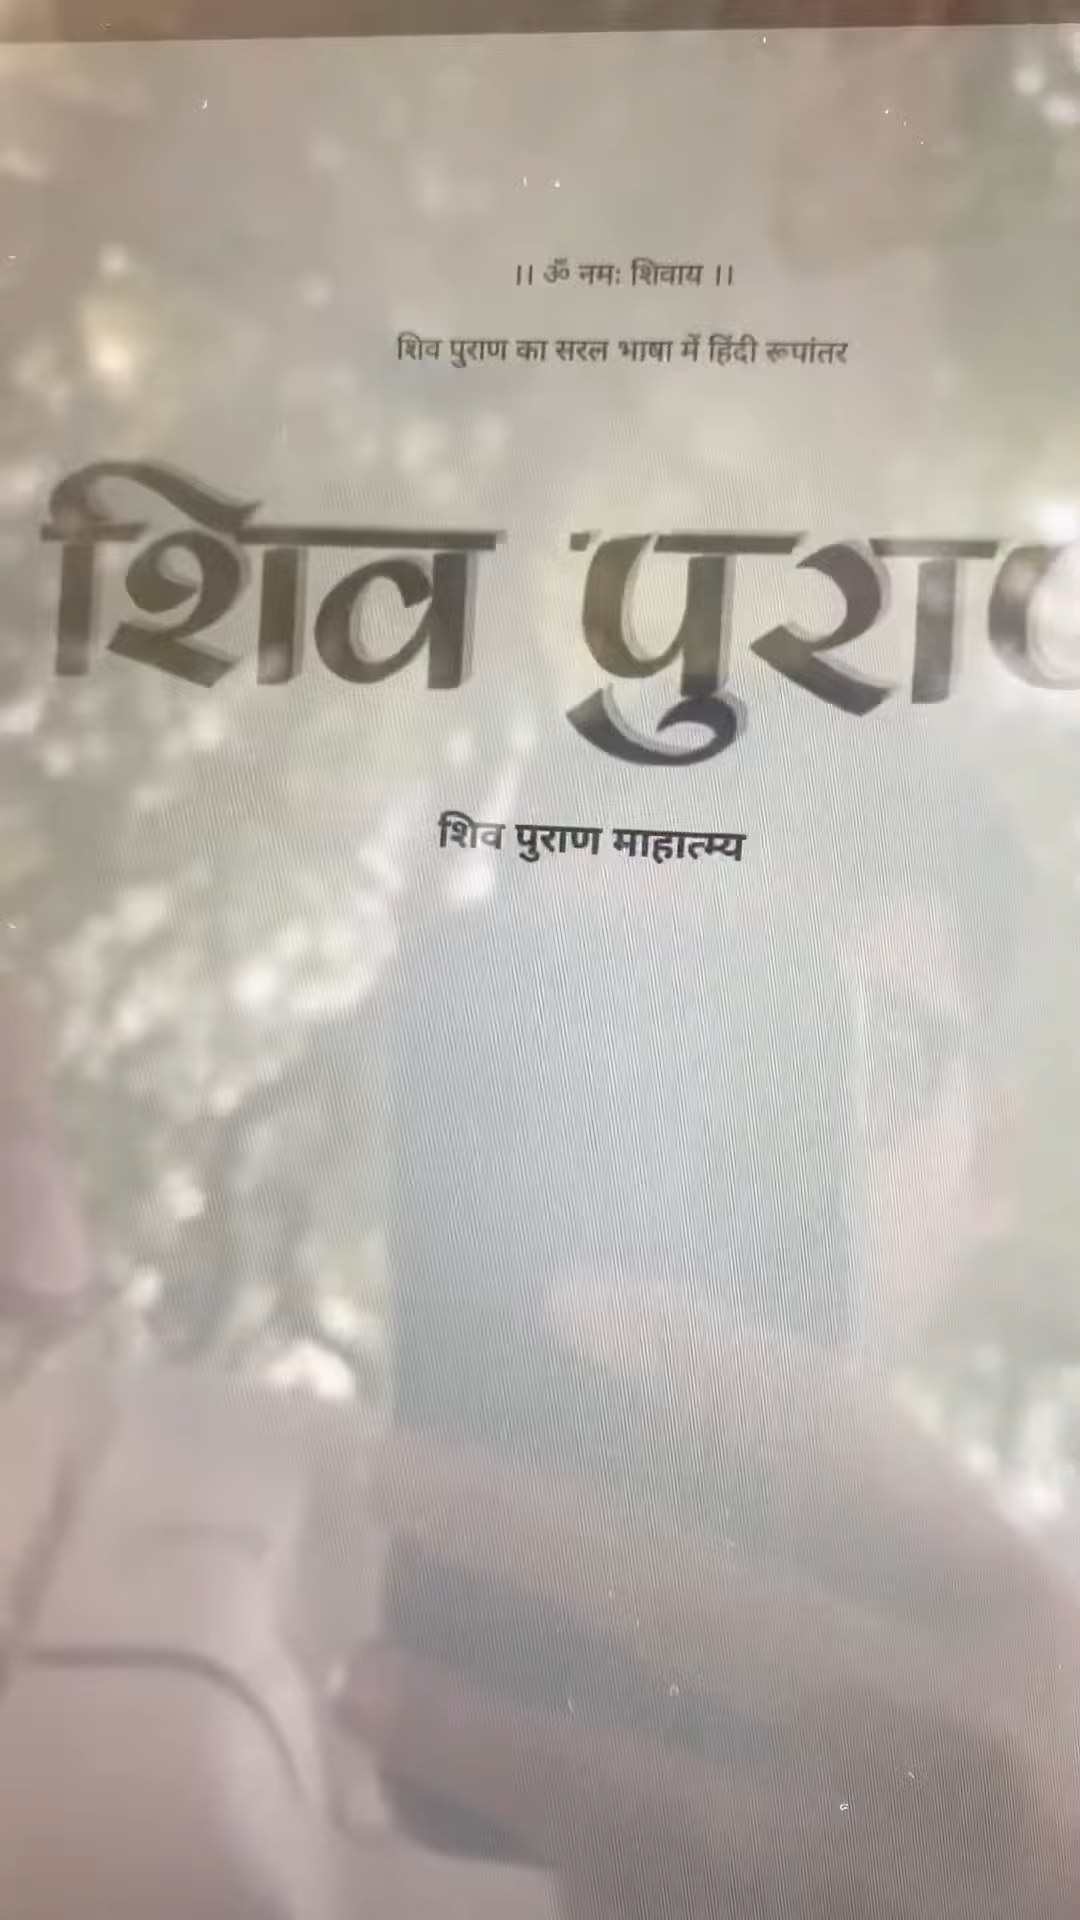 ।। ॐ नमः शिवाय ।।
शिव पुराण का सरल भाषा में हिंदी रूपांतर
शिव
शिव पुराण माहात्म्य